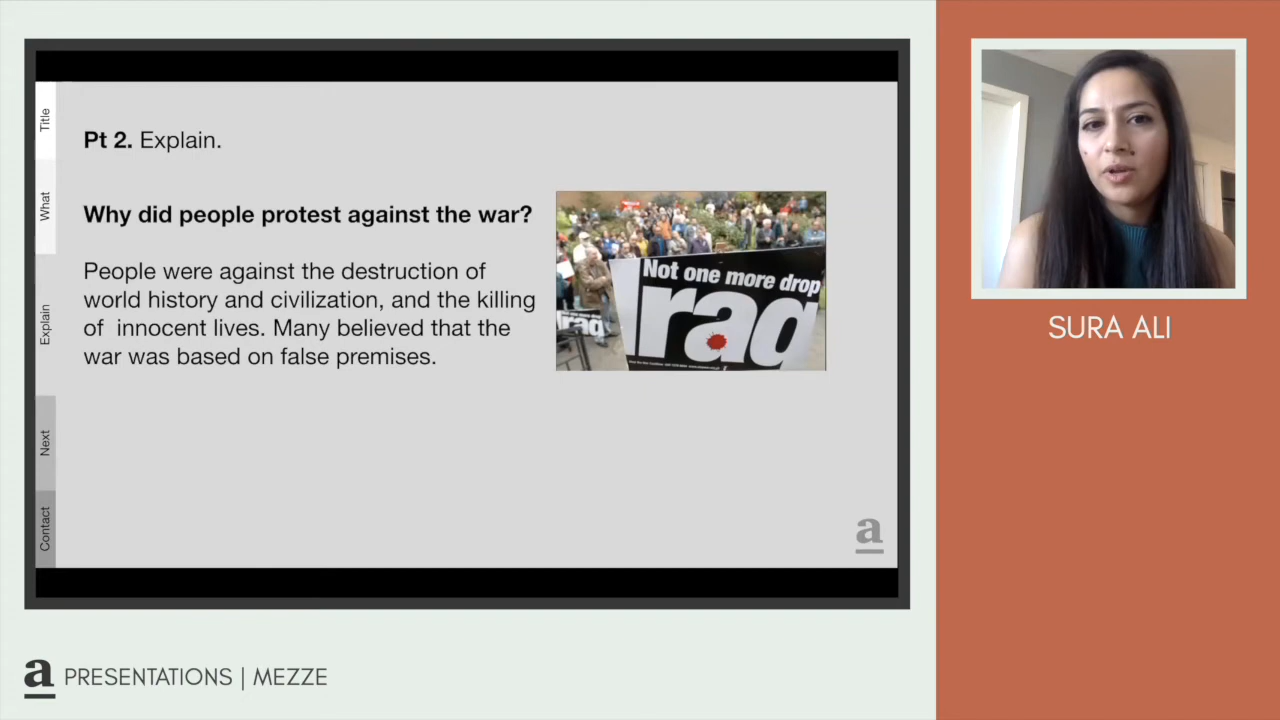 Title
What
Explain
Next
Contact
Pt 2. Explain.
Why did people protest against the war?
People were against the destruction of
world history and civilization, and the killing
of innocent lives. Many believed that the
war was based on false premises.
Not one more drop
Iraq
Iraq
a
SURA ALI
a PRESENTATIONS | MEZZE